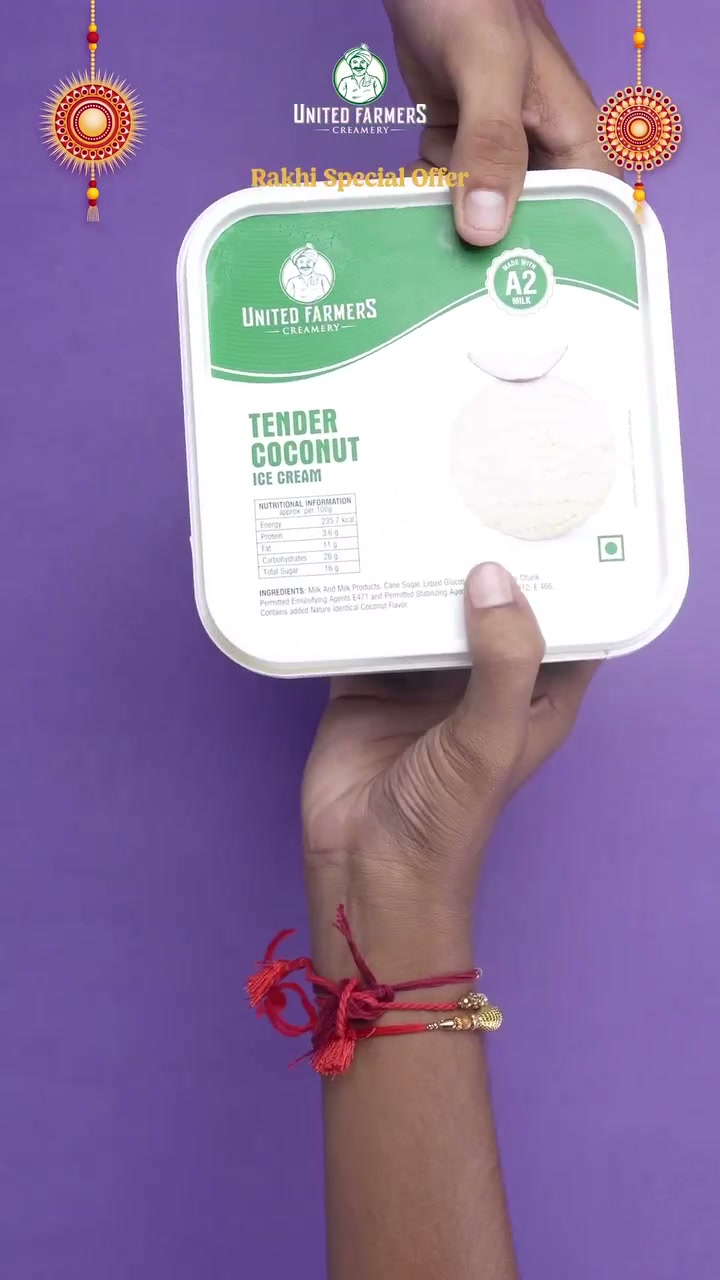 UNITED FARMERS
CREAMERY
Rakhi Special Offer
UNITED FARMERS
CREAMERY
MADE WITH
A2
MILK
TENDER
COCONUT
ICE CREAM
NUTRITIONAL INFORMATION
approx. per 100g
Energy 235.7 kcal
Protein 3.6 g
Fat 11 g
Carbohydrates 26 g
Total Sugar 16 g
INGREDIENTS: Milk And Milk Products, Cane Sugar, Liquid
Permitted Emulsifying Agents E471 and Permitted Stabilizing E 466,
Contains added Nature identical Coconut Flavor.